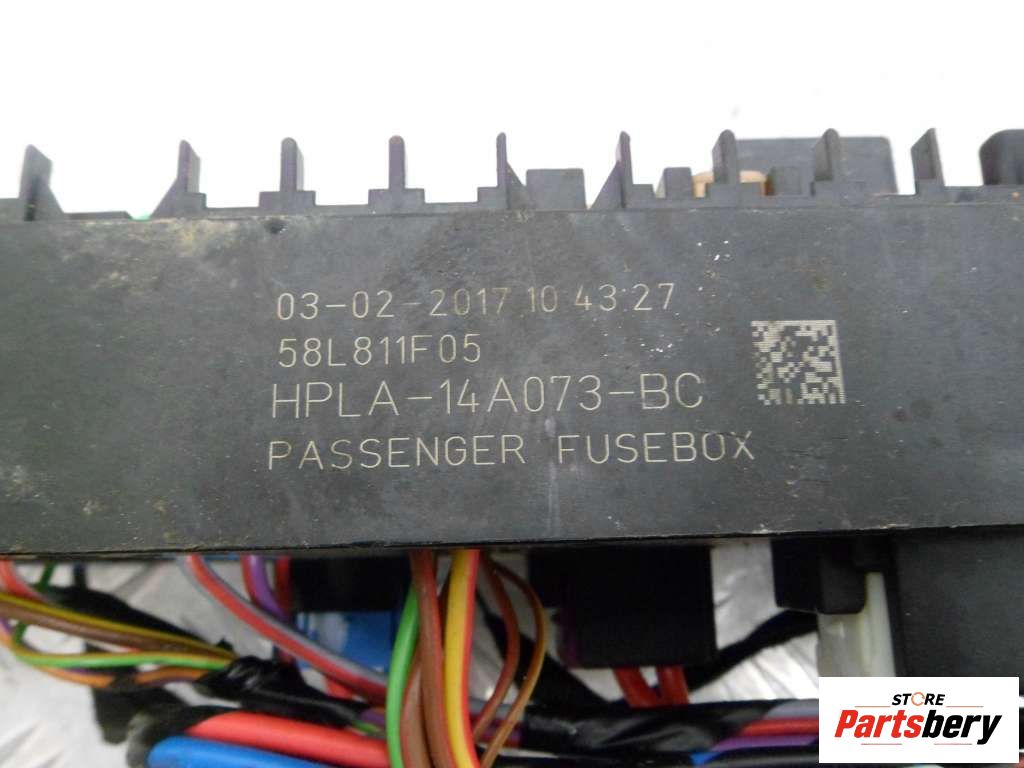 03-02-2017 10 43:27
58L811F05
HPLA-14A073-BC
PASSENGER FUSEBOX
STORE
Partsbery